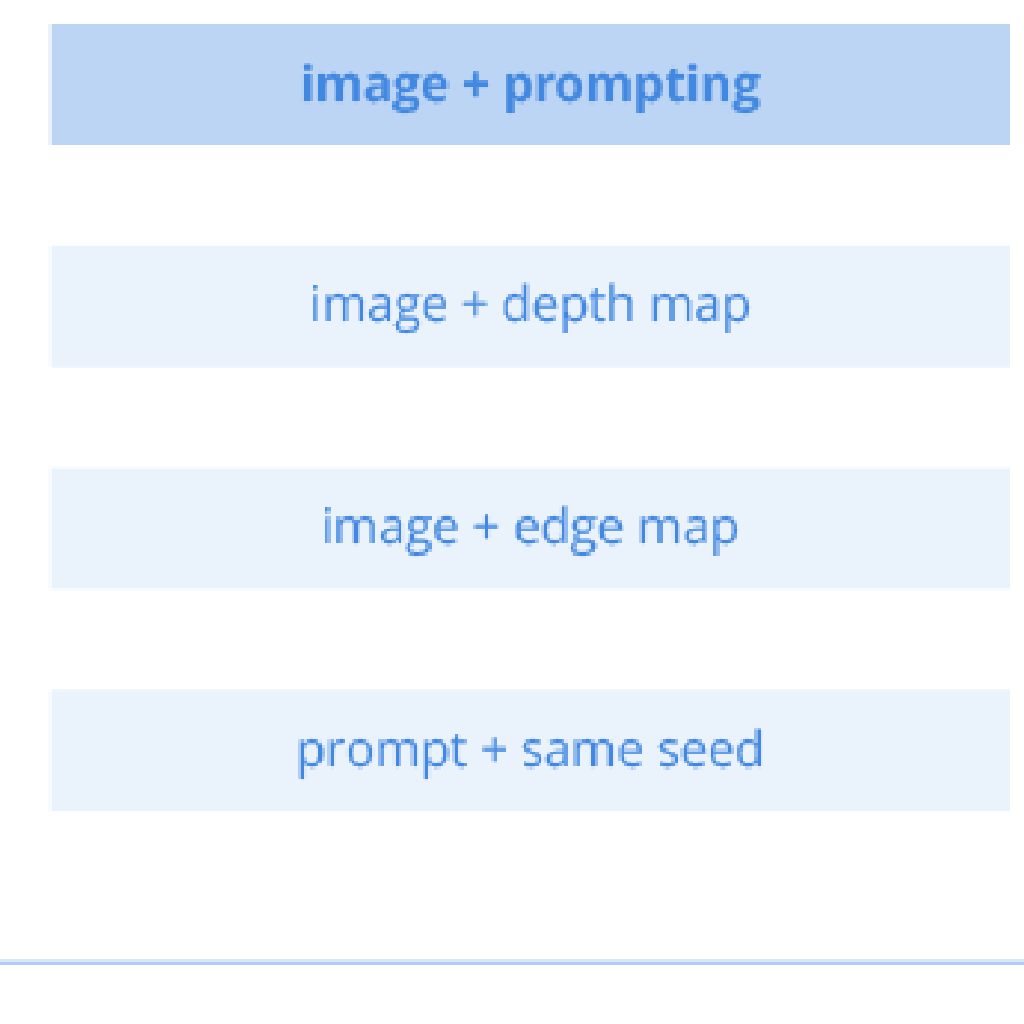 image + prompting
image + depth map
image + edge map
prompt + same seed